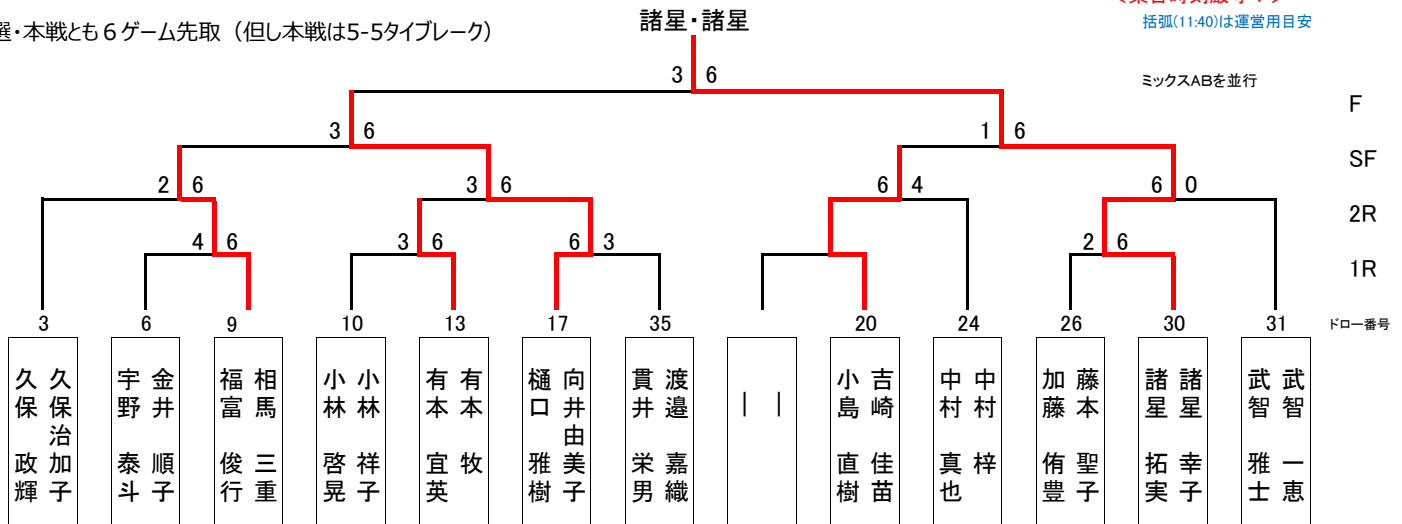 諸星・諸星
括弧(11:40)は運営用目安
選・本戦とも６ゲーム先取（但し本戦は5-5タイブレーク）
3 6
ミックスABを並行
F
3 6
1 6
SF
2 6
3 6
6 4
6 0
2R
4 6
3 6
6 3
2 6
1R
3 6 9 10 13 17 35 20 24 26 30 31 ドロー番号
久保 政輝
久保治加子
宇野 泰斗
金井 順子
福富 俊行
相馬 三重
小林 啓晃
小林 祥子
有本 宜英
有本 牧
樋口 雅樹
向井由美子
貫井 栄男
渡邉 嘉織
| |
小島 直樹
吉崎 佳苗
中村 真也
中村 梓
加藤 侑豊
藤本 聖子
諸星 拓実
諸星 幸子
武智 雅士
武智 一恵